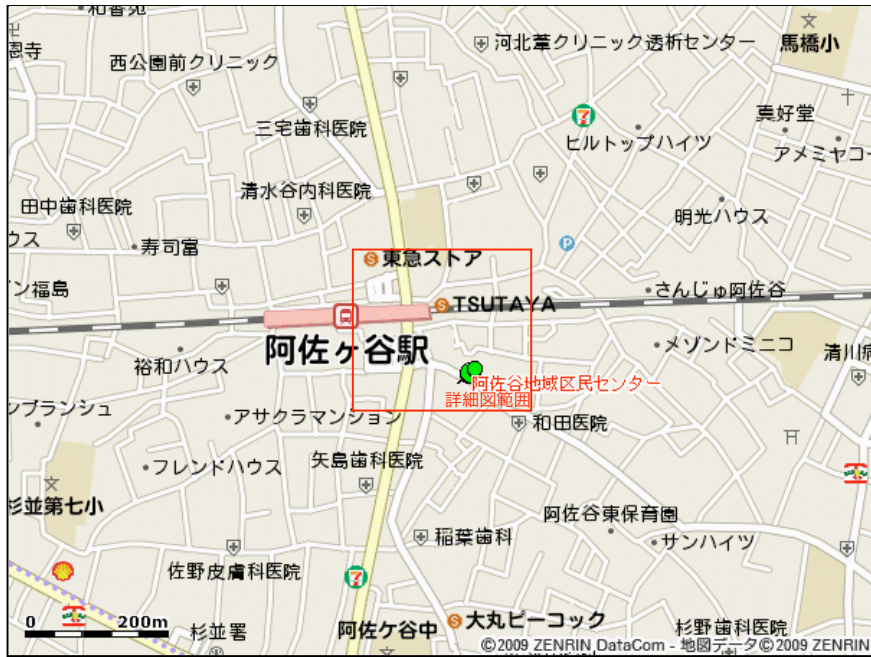 和春苑
河北葦クリニック透析センター
馬橋小
恩寺
西公園前クリニック
三宅歯科医院
真好堂
ヒルトップハイツ
アメミヤコー
清水谷内科医院
田中歯科医院
明光ハウス
ウス
寿司富
東急ストア
ン福島
さんじゅ阿佐谷
TSUTAYA
阿佐ヶ谷駅
メゾンドミニコ
清川病
裕和ハウス
阿佐谷地域区民センター
詳細図範囲
ンブランシュ
アサクラマンション
和田医院
フレンドハウス
矢島歯科医院
杉並第七小
阿佐谷東保育園
稲葉歯科
サンハイツ
佐野皮膚科医院
0 200m
杉並署
阿佐ケ谷中
大丸ピーコック
杉野歯科医院
©2009 ZENRIN DataCom - 地図データ©2009 ZENRIN